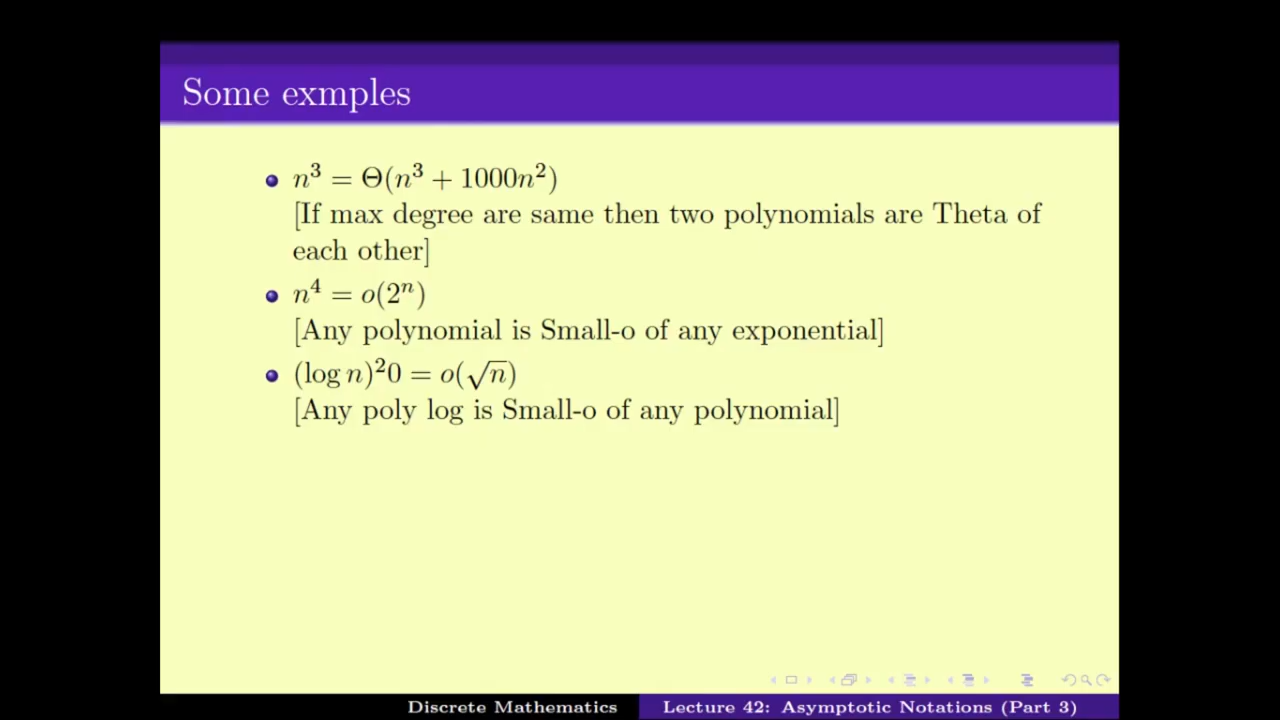 Some exmples
n³ = Θ(n³ + 1000n²)
[If max degree are same then two polynomials are Theta of
each other]
n⁴ = o(2ⁿ)
[Any polynomial is Small-o of any exponential]
(log n)²0 = o(√n)
[Any poly log is Small-o of any polynomial]
Discrete Mathematics
Lecture 42: Asymptotic Notations (Part 3)